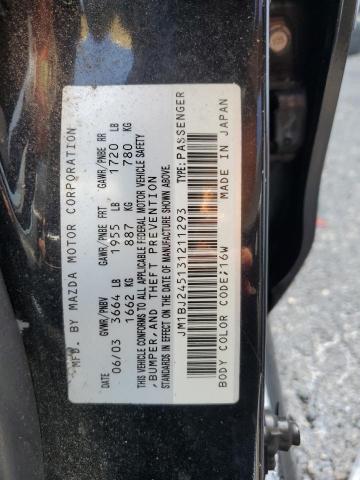 MFD. BY MAZDA MOTOR CORPORATION
GVWR/PNBV GAWR/PNBE FRT GAWR/PNBE RR
06/03 3664 LB 1955 LB 1720 LB
1662 KG 887 KG 780 KG
THIS VEHICLE CONFORMS TO ALL APPLICABLE FEDERAL MOTOR VEHICLE SAFETY
,BUMPER,AND THEFT PREVENTION
STANDARDS IN EFFECT ON THE DATE OF MANUFACTURE SHOWN ABOVE.
JM1BJ245131211293 TYPE:PASSENGER
BODY COLOR CODE;16W MADE IN JAPAN